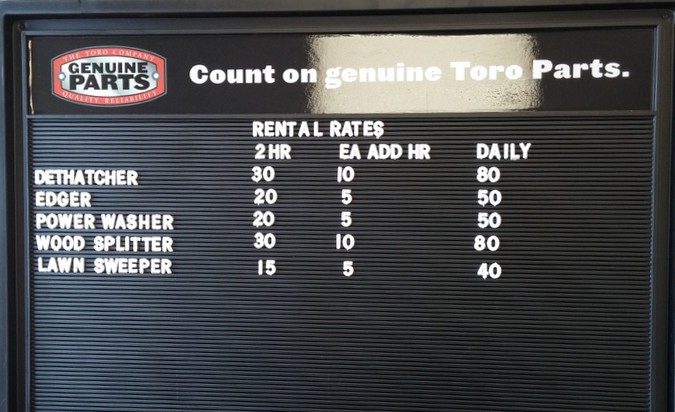 THE TORO COMPANY
GENUINE
PARTS
QUALITY RELIABILITY
Count on genuine Toro Parts.
RENTAL RATES
2HR EA ADD HR DAILY
DETHATCHER 30 10 80
EDGER 20 5 50
POWER WASHER 20 5 50
WOOD SPLITTER 30 10 80
LAWN SWEEPER 15 5 40